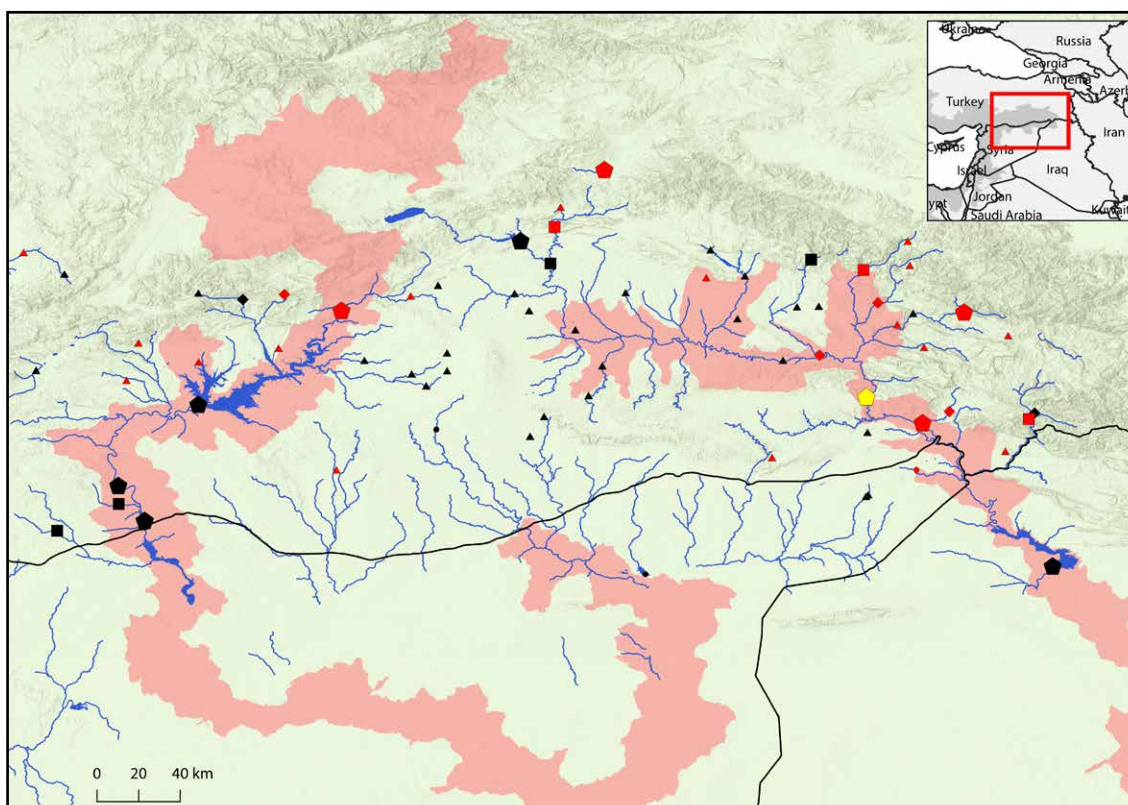 Ukraine
Russia
Georgia
Armenia
Azerb
Turkey
Iran
Cyprus
Syria
Iraq
Israel
ypt
Jordan
Kuwait
Saudi Arabia
0 20 40 km